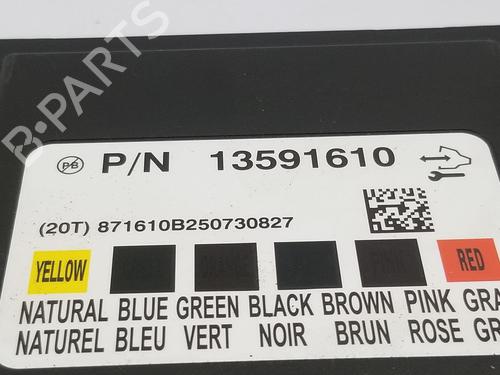 B-PARTS
PB
P/N 13591610
(20T) 871610B250730827
YELLOW RED
NATURAL BLUE GREEN BLACK BROWN PINK GRA
NATUREL BLEU VERT NOIR BRUN ROSE GR